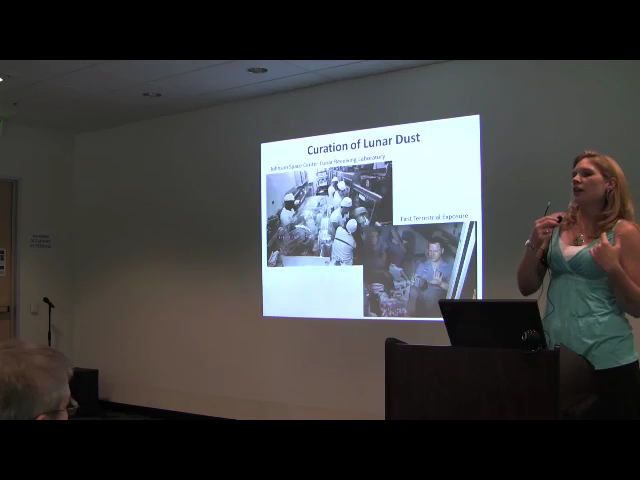 Curation of Lunar Dust
Johnson Space Center Lunar Receiving Laboratory
First Terrestrial Exposure